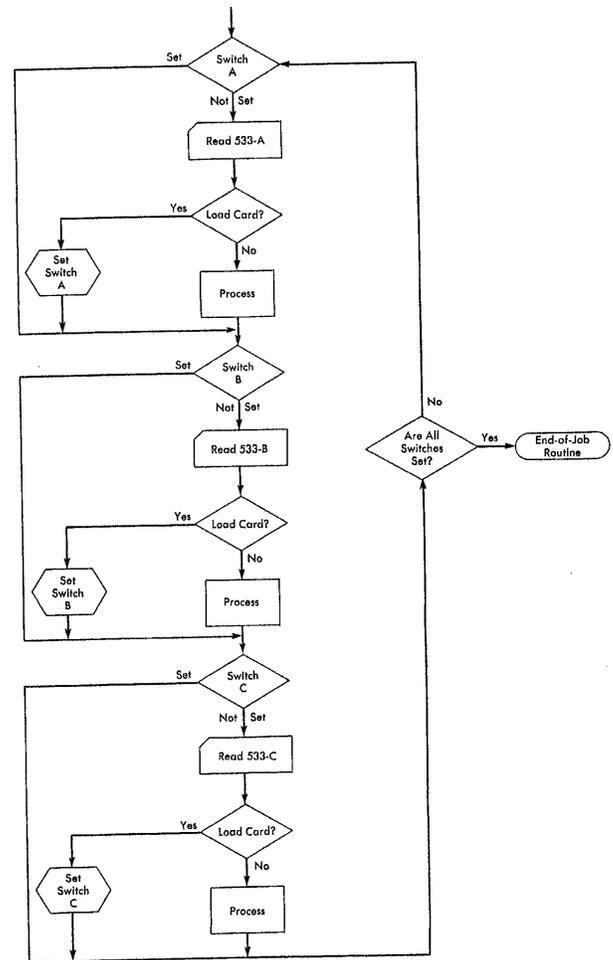 Set
Switch
A
Not Set
Read 533-A
Yes
Load Card?
No
Set
Switch
A
Process
Set
Switch
B
Not Set
Read 533-B
Yes
Load Card?
No
Set
Switch
B
Process
Set
Switch
C
Not Set
Read 533-C
Yes
Load Card?
No
Set
Switch
C
Process
No
Are All
Switches
Set?
Yes
End-of-Job
Routine